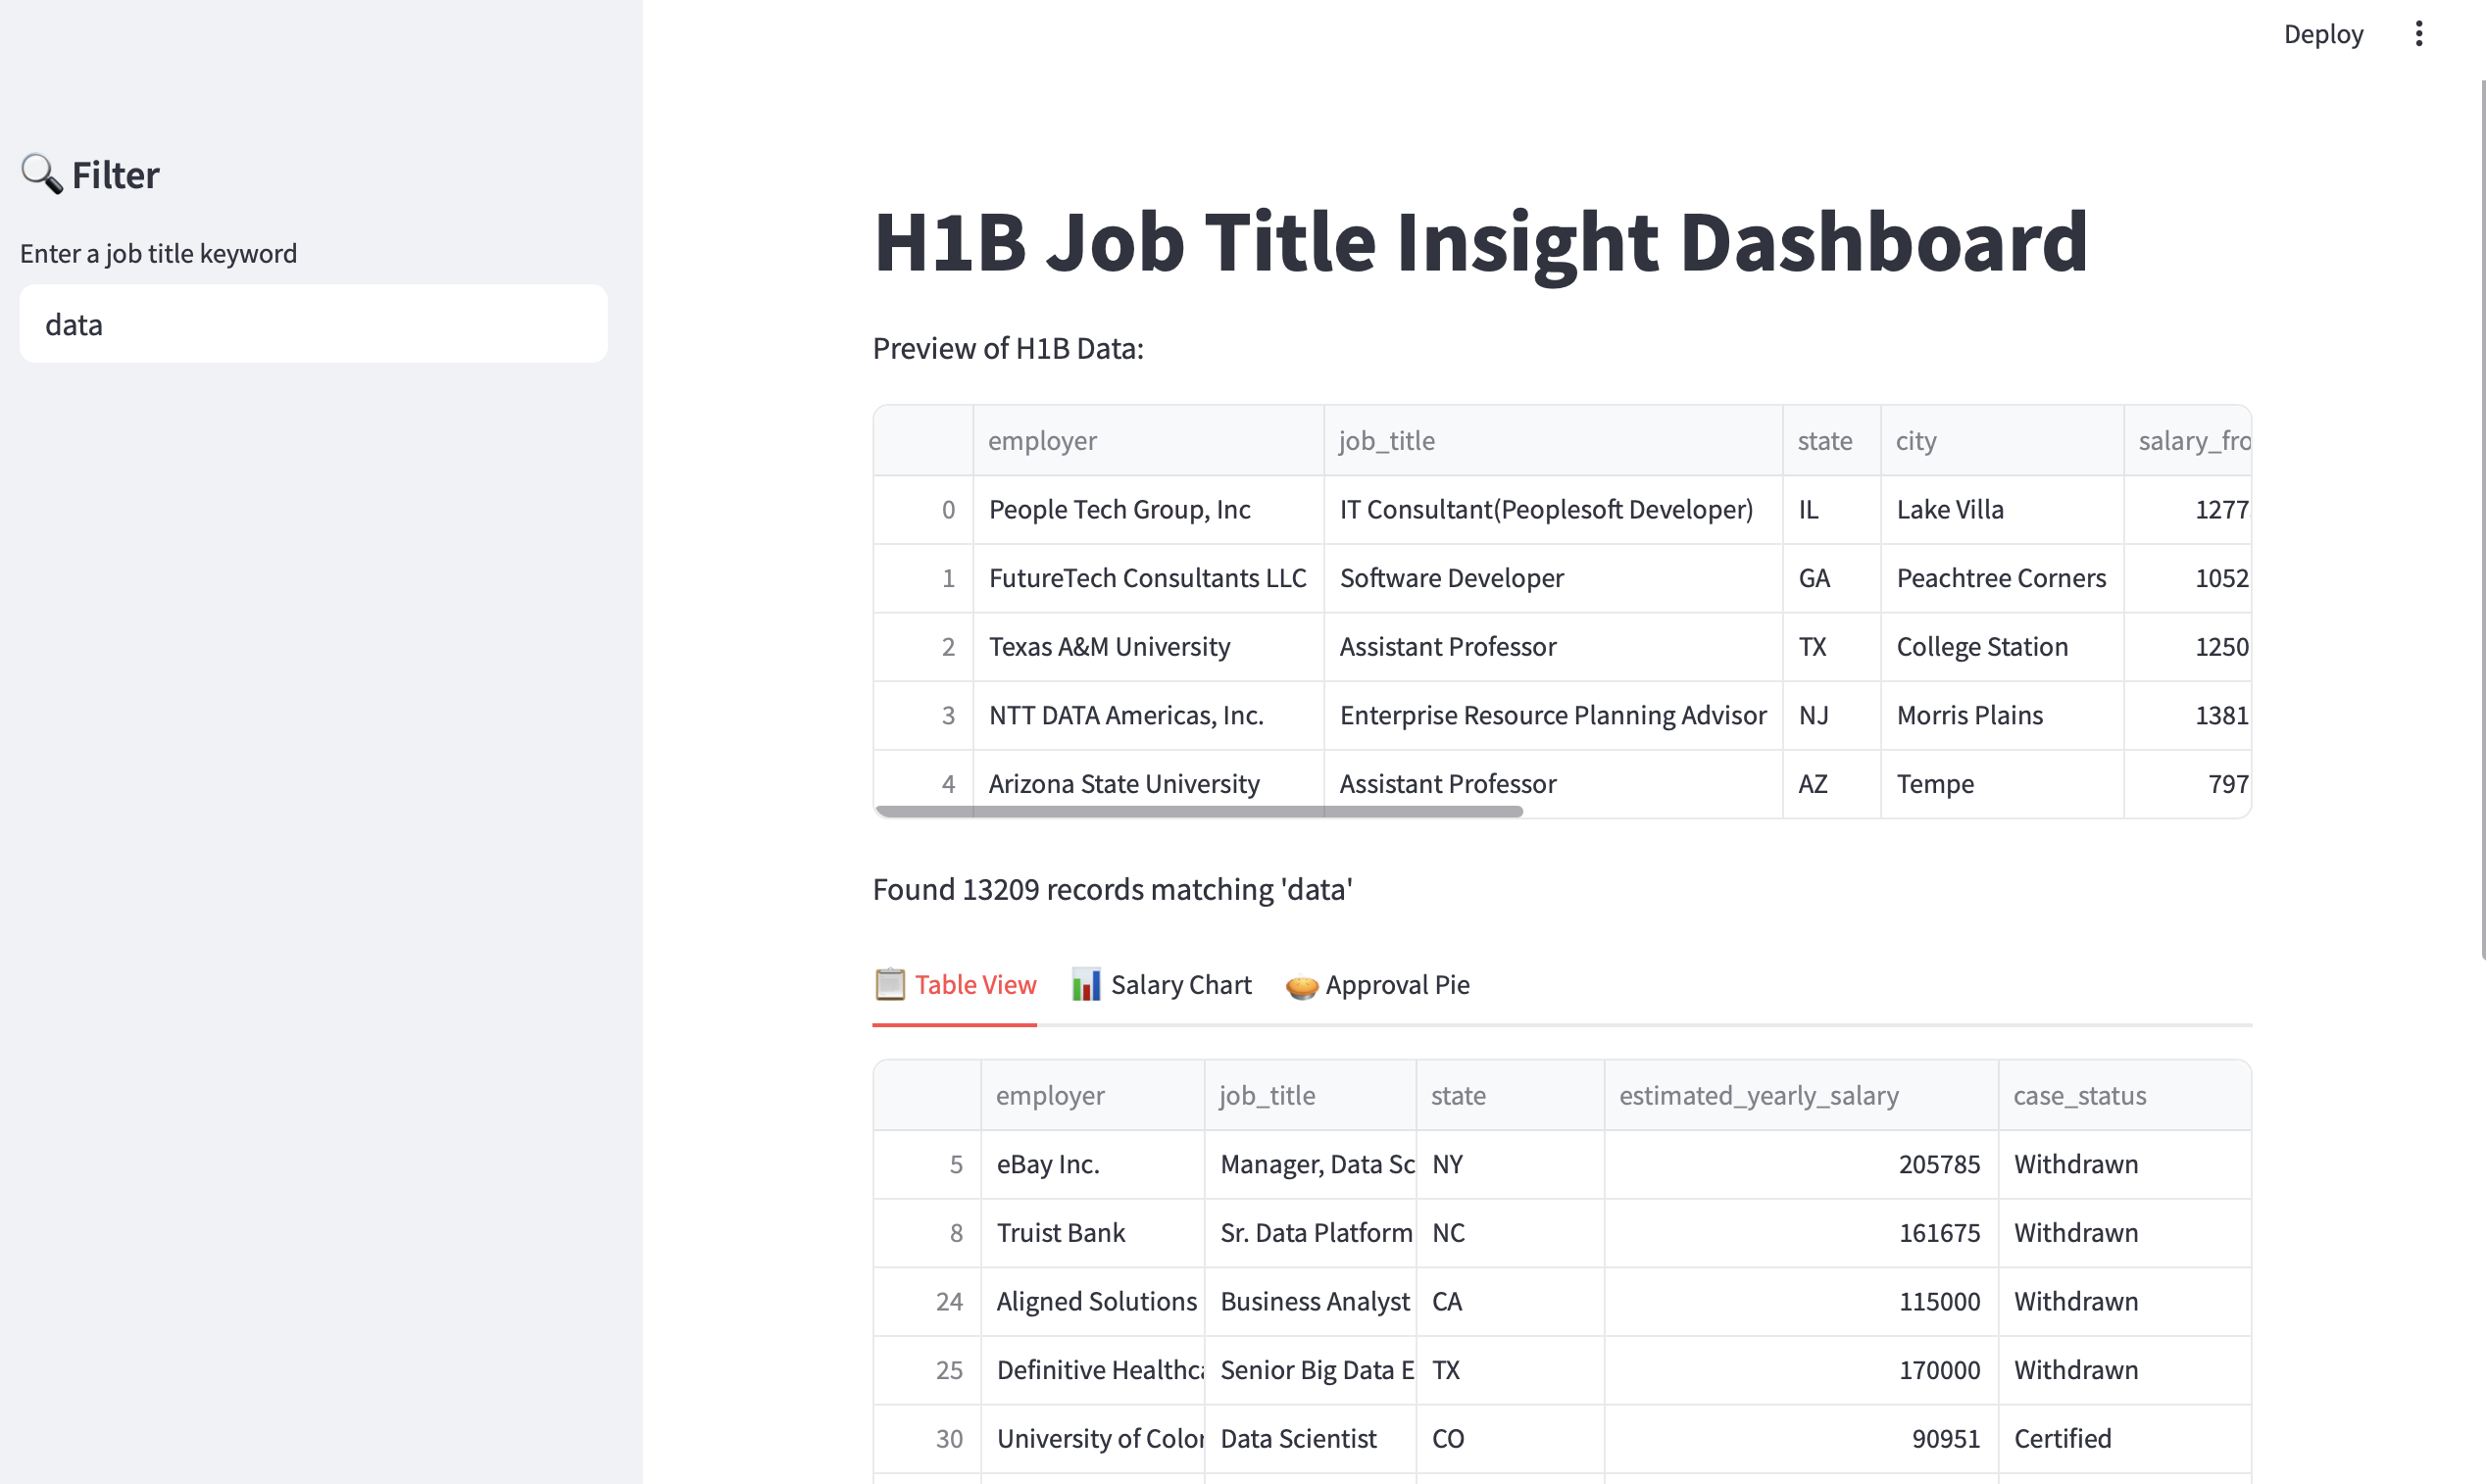 Deploy
Filter
Enter a job title keyword
data
H1B Job Title Insight Dashboard
Preview of H1B Data:
employer job_title state city salary_fro
0 People Tech Group, Inc IT Consultant(Peoplesoft Developer) IL Lake Villa 1277
1 FutureTech Consultants LLC Software Developer GA Peachtree Corners 1052
2 Texas A&M University Assistant Professor TX College Station 1250
3 NTT DATA Americas, Inc. Enterprise Resource Planning Advisor NJ Morris Plains 1381
4 Arizona State University Assistant Professor AZ Tempe 797
Found 13209 records matching 'data'
Table View Salary Chart Approval Pie
employer job_title state estimated_yearly_salary case_status
5 eBay Inc. Manager, Data Sc NY 205785 Withdrawn
8 Truist Bank Sr. Data Platform NC 161675 Withdrawn
24 Aligned Solutions Business Analyst CA 115000 Withdrawn
25 Definitive Healthca Senior Big Data E TX 170000 Withdrawn
30 University of Color Data Scientist CO 90951 Certified